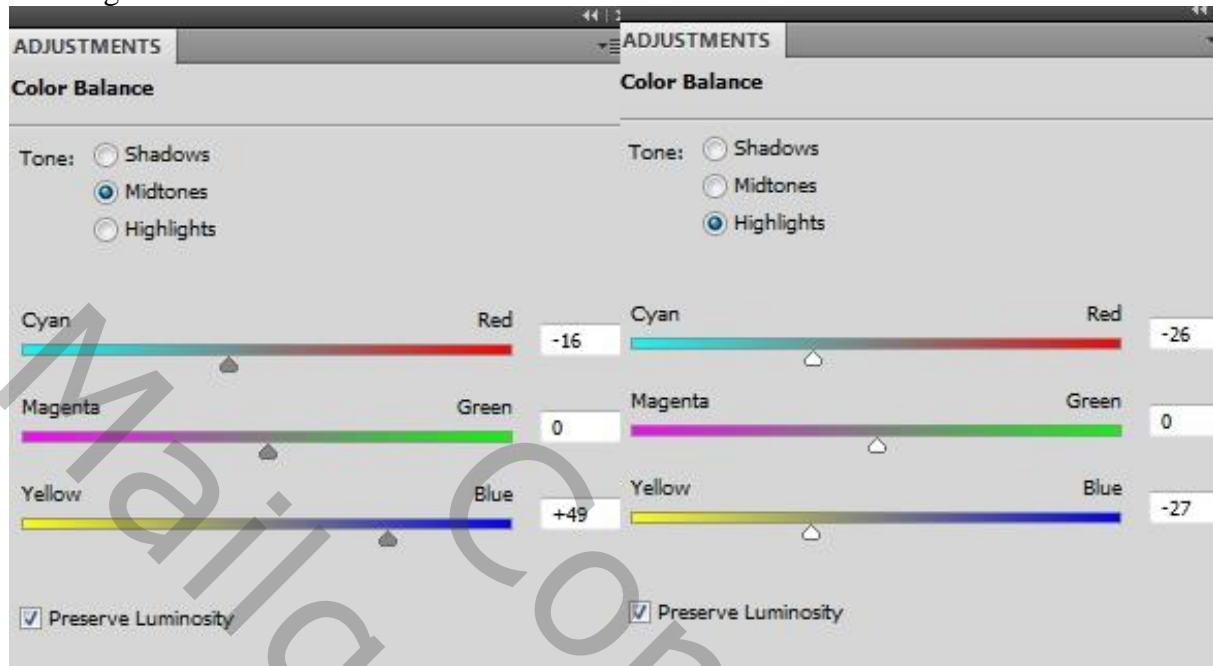 ADJUSTMENTS
Color Balance
Tone:
Shadows
Midtones
Highlights
Cyan Red -16
Magenta Green 0
Yellow Blue +49
Preserve Luminosity
ADJUSTMENTS
Color Balance
Tone:
Shadows
Midtones
Highlights
Cyan Red -26
Magenta Green 0
Yellow Blue -27
Preserve Luminosity